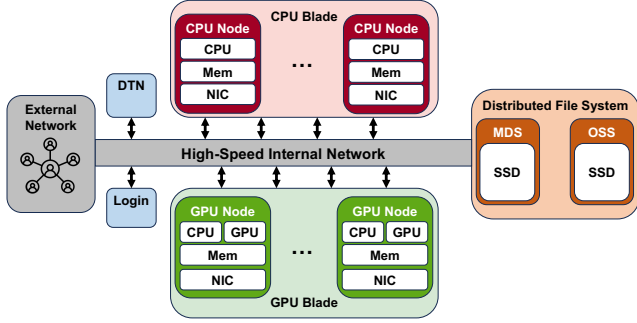 CPU Blade
CPU Node
CPU
Mem
NIC
...
CPU Node
CPU
Mem
NIC
DTN
External
Network
High-Speed Internal Network
Login
Distributed File System
MDS
SSD
OSS
SSD
GPU Node
CPU GPU
Mem
NIC
...
GPU Node
CPU GPU
Mem
NIC
GPU Blade